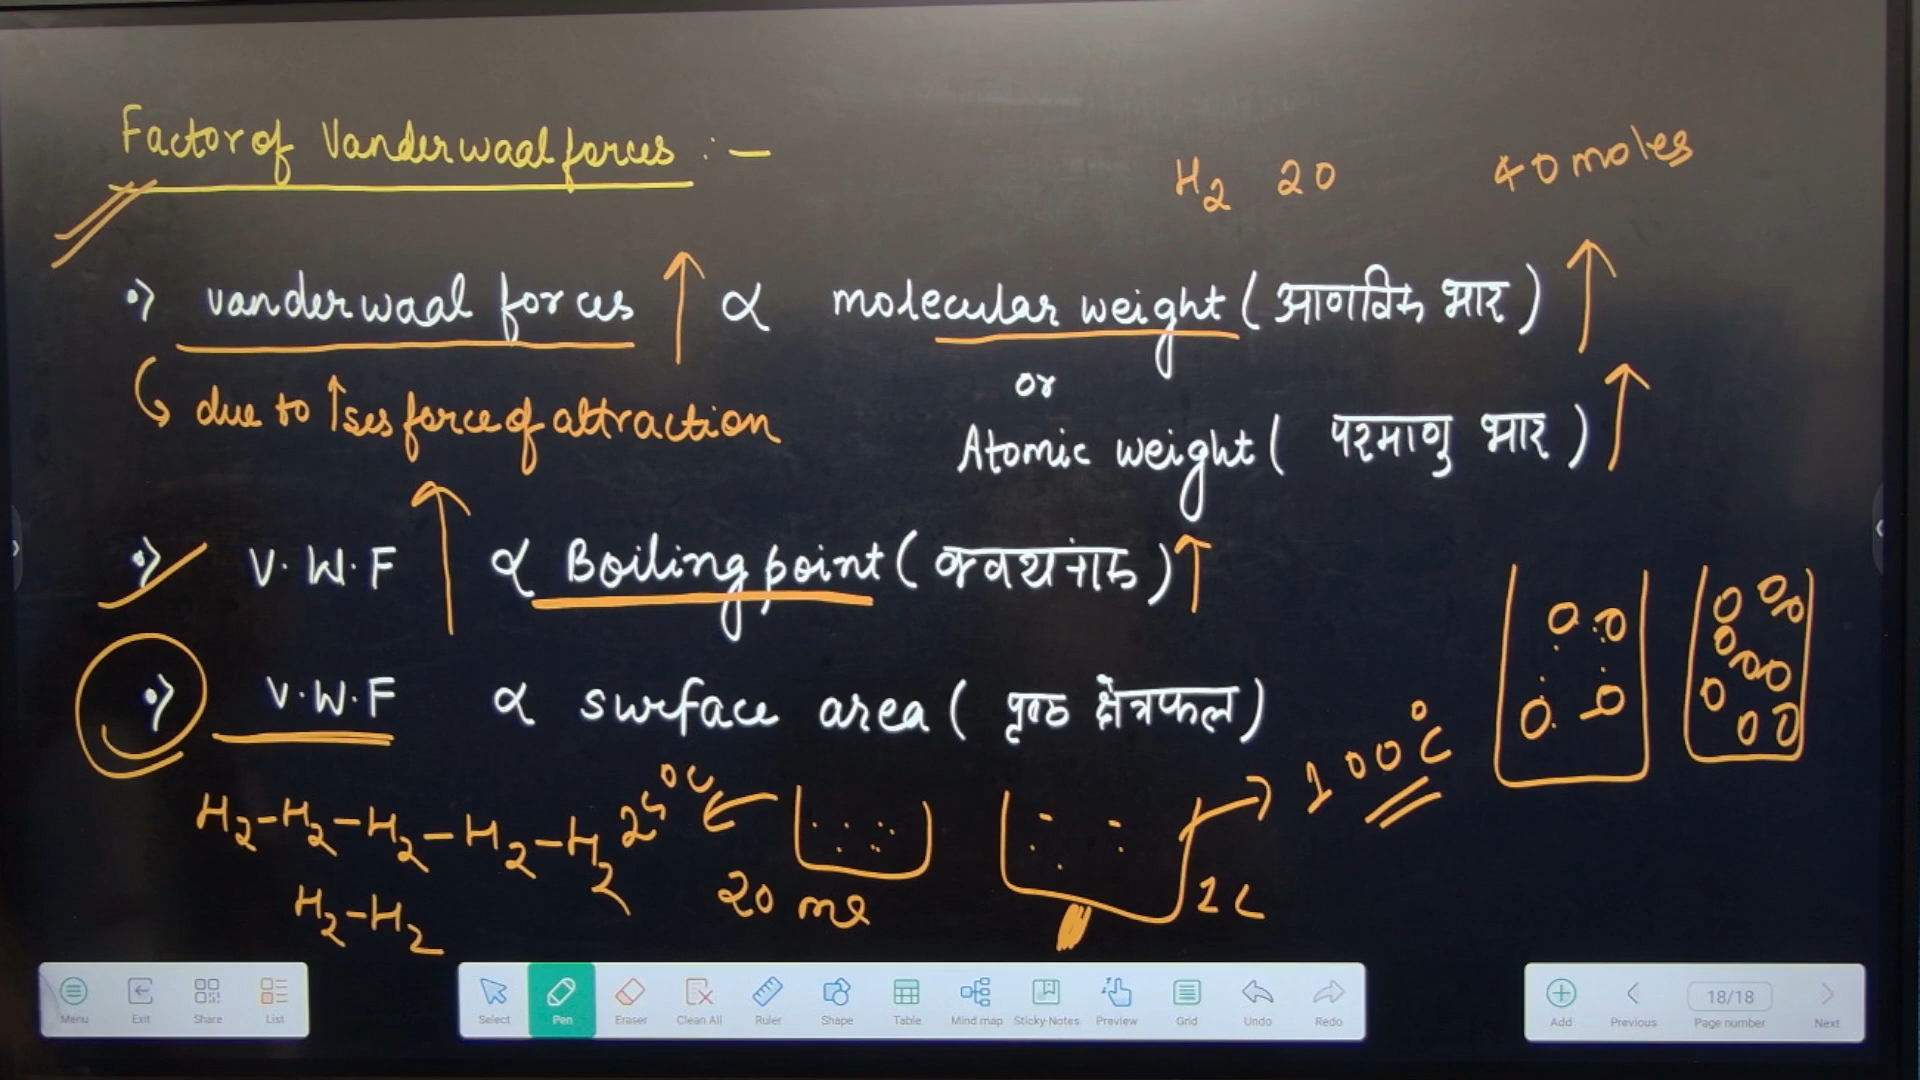 Factor of Vanderwaal forces :-
H2 20 40 moles
•) vanderwaal forces ↑ ∝ molecular weight (आणविक भार) ↑
or
due to ↑ses force of attraction
Atomic weight ( परमाणु भार) ↑
•) V.W.F ↑ ∝ Boiling point (क्वथनांक) ↑
•) V.W.F ∝ surface area ( पृष्ठ क्षेत्रफल)
100°C
H2-H2-H2-H2-H2 25°C
20 ml
H2-H2
Menu Exit Share List
Select Pen Eraser Clean All Ruler Shape Table Mind map Sticky-Notes Preview Grid Undo Redo
Add Previous 18/18 Page number Next